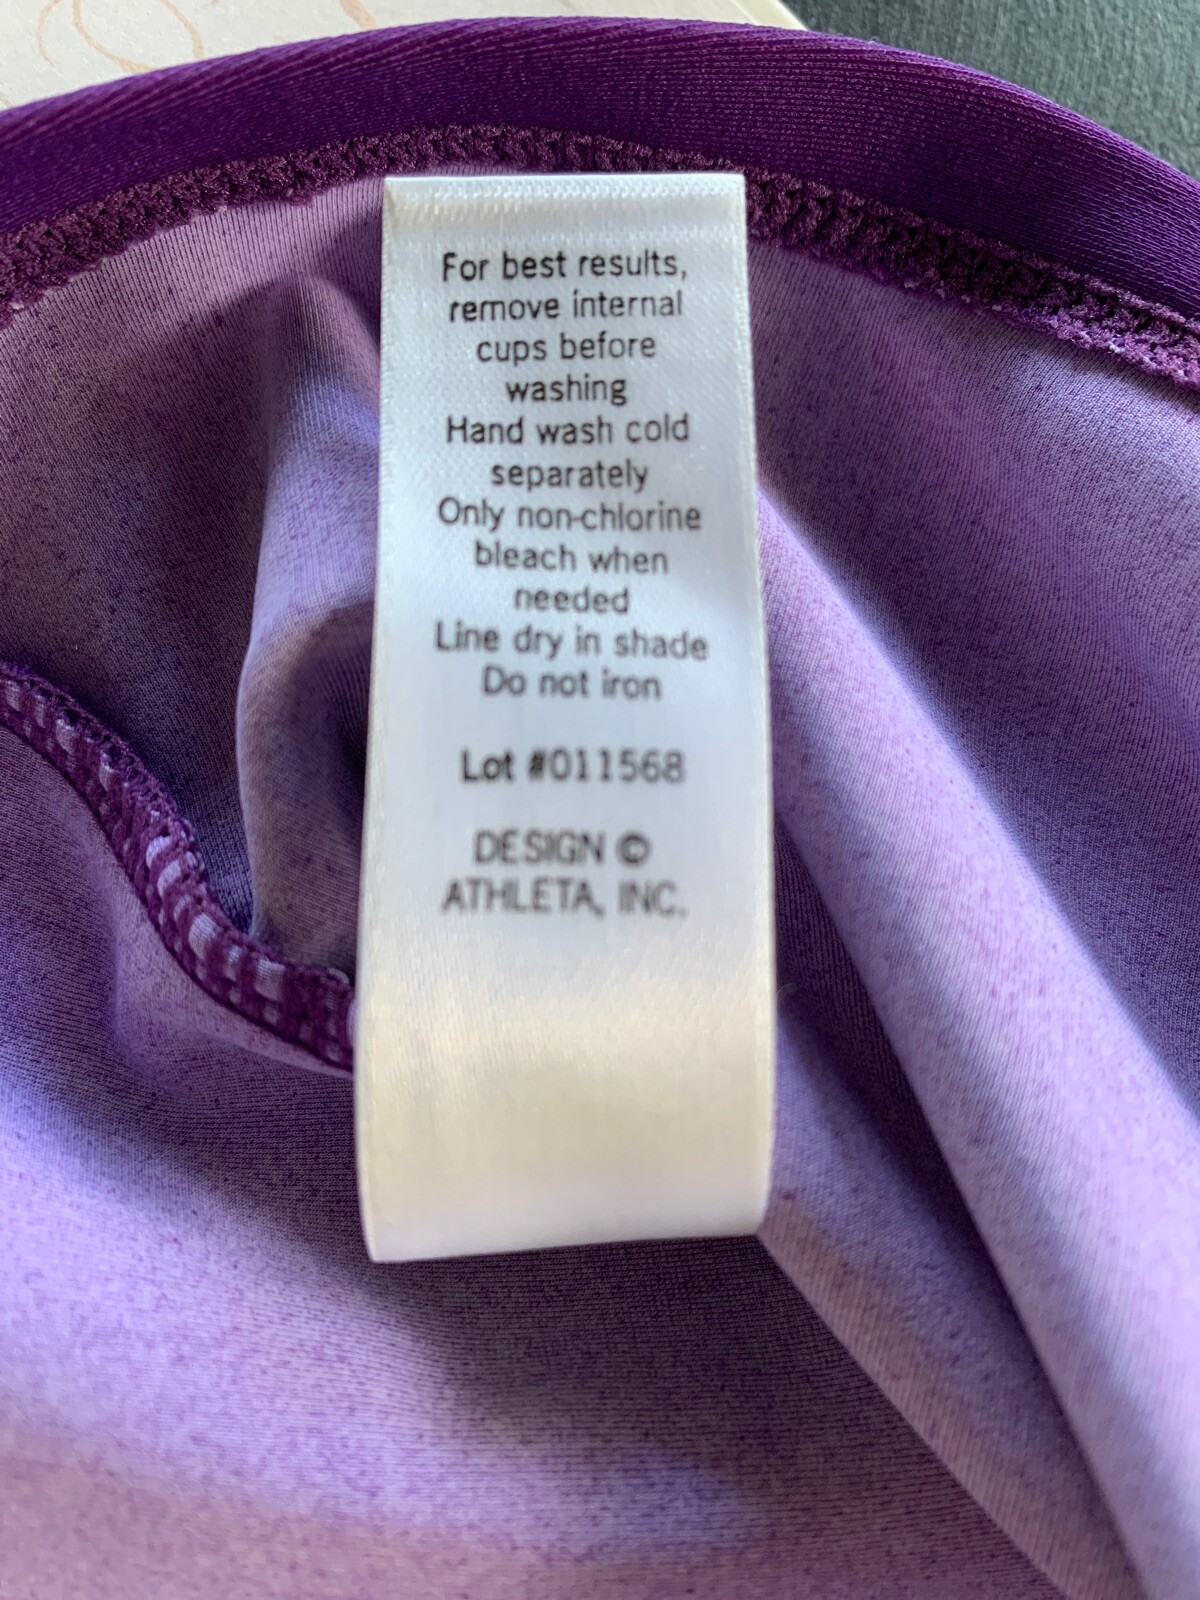 For best results,
remove internal
cups before
washing
Hand wash cold
separately
Only non-chlorine
bleach when
needed
Line dry in shade
Do not iron
Lot #011568
DESIGN ©
ATHLETA, INC.